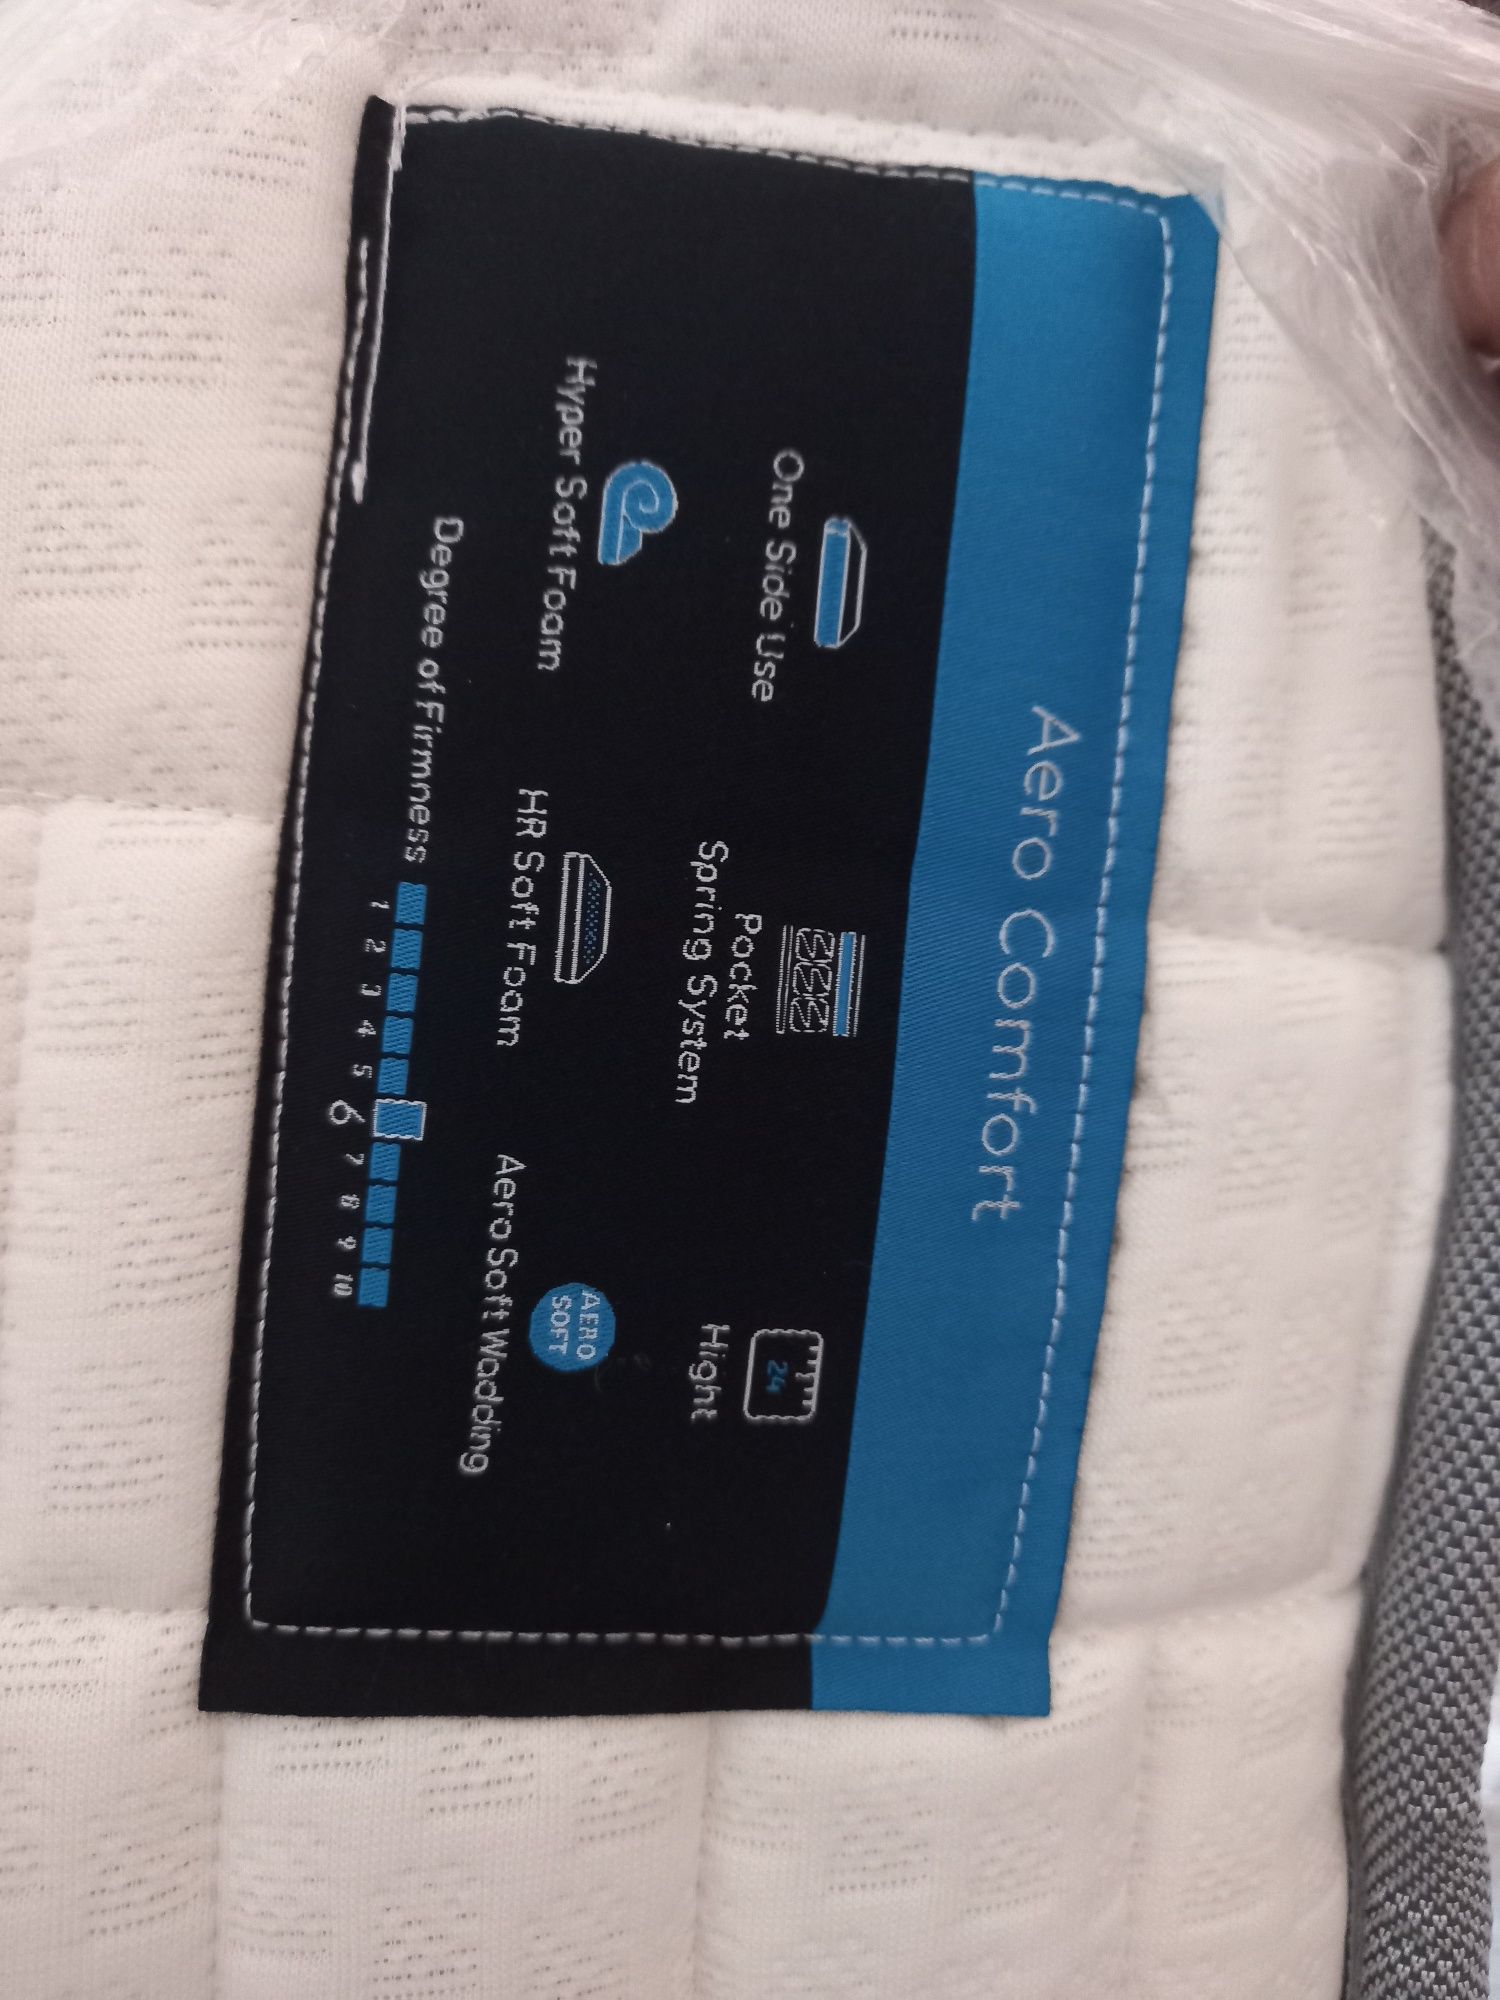 Aero Comfort
One Side Use
Pocket
Spring System
24
Hight
Hyper Soft Foam
HR Soft Foam
AERO
SOFT
Aero Soft Wadding
Degree of Firmness
1 2 3 4 5 6 7 8 9 10